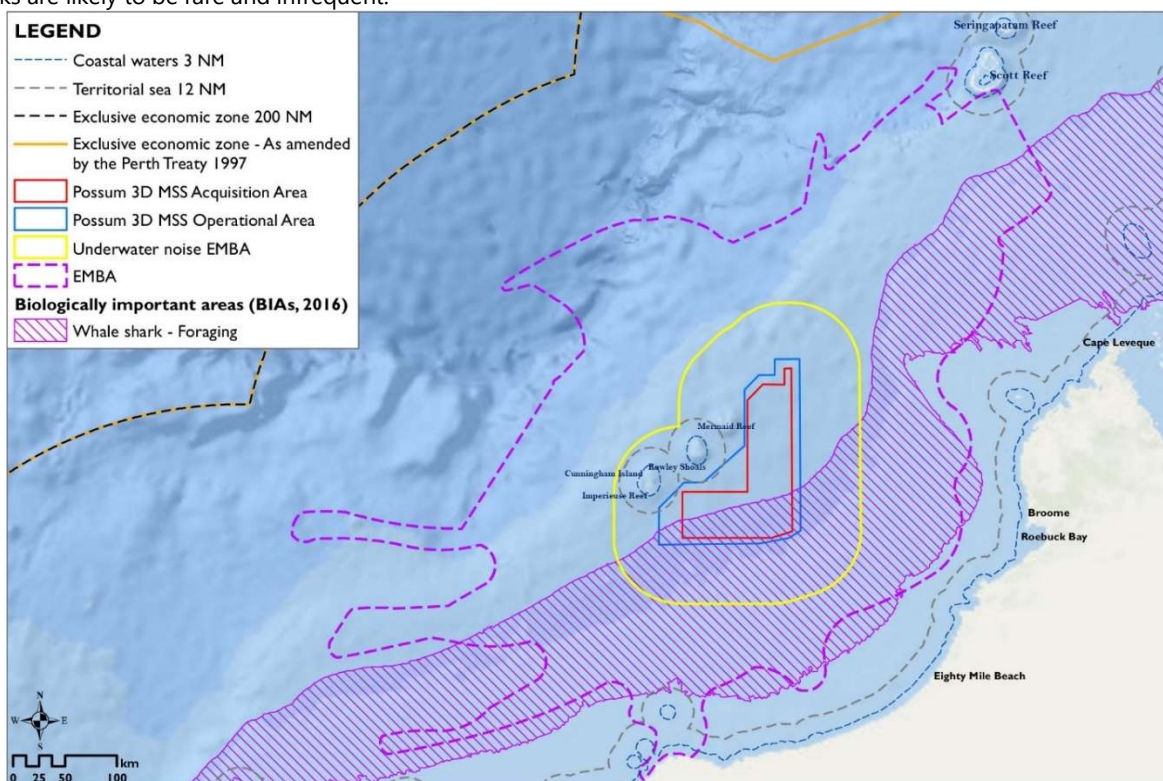 ks are likely to be rare and infrequent.
LEGEND
Coastal waters 3 NM
Territorial sea 12 NM
Exclusive economic zone 200 NM
Exclusive economic zone - As amended
by the Perth Treaty 1997
Possum 3D MSS Acquisition Area
Possum 3D MSS Operational Area
Underwater noise EMBA
EMBA
Biologically important areas (BIAs, 2016)
Whale shark - Foraging
Seringapatam Reef
Scott Reef
Cape Leveque
Mermaid Reef
Cunningham Island
Rowley Shoals
Imperieuse Reef
Broome
Roebuck Bay
Eighty Mile Beach
N
W E
S
km
0 25 50 100